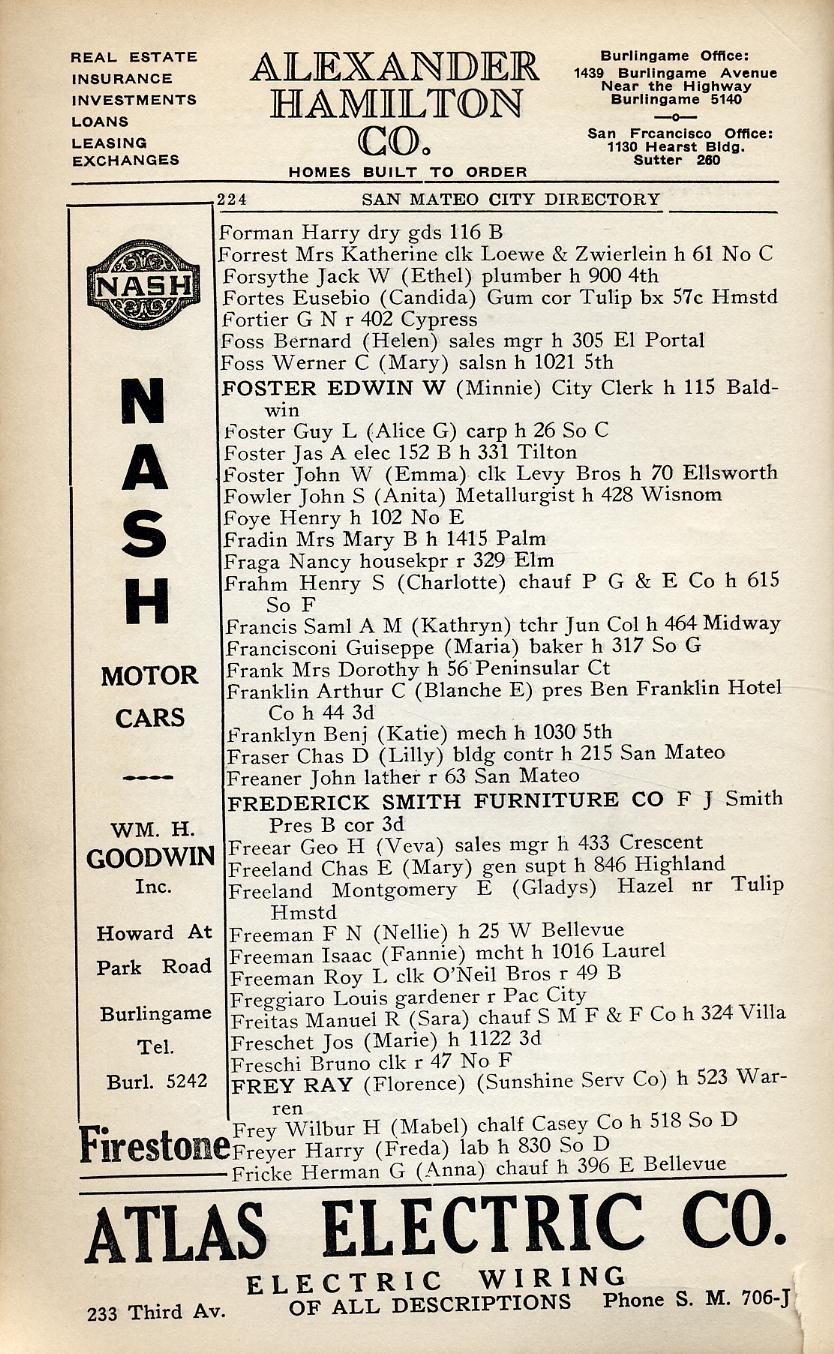 REAL ESTATE
INSURANCE
INVESTMENTS
LOANS
LEASING
EXCHANGES
ALEXANDER
HAMILTON
CO.
HOMES BUILT TO ORDER
Burlingame Office:
1439 Burlingame Avenue
Near the Highway
Burlingame 5140
—o—
San Frcancisco Office:
1130 Hearst Bldg.
Sutter 260
224 SAN MATEO CITY DIRECTORY
NASH
N
A
S
H
MOTOR
CARS
WM. H.
GOODWIN
Inc.
Howard At
Park Road
Burlingame
Tel.
Burl. 5242
Firestone
Forman Harry dry gds 116 B
Forrest Mrs Katherine clk Loewe & Zwierlein h 61 No C
Forsythe Jack W (Ethel) plumber h 900 4th
Fortes Eusebio (Candida) Gum cor Tulip bx 57c Hmstd
Fortier G N r 402 Cypress
Foss Bernard (Helen) sales mgr h 305 El Portal
Foss Werner C (Mary) salsn h 1021 5th
FOSTER EDWIN W (Minnie) City Clerk h 115 Bald-
win
Foster Guy L (Alice G) carp h 26 So C
Foster Jas A elec 152 B h 331 Tilton
Foster John W (Emma) clk Levy Bros h 70 Ellsworth
Fowler John S (Anita) Metallurgist h 428 Wisnom
Foye Henry h 102 No E
Fradin Mrs Mary B h 1415 Palm
Fraga Nancy housekpr r 329 Elm
Frahm Henry S (Charlotte) chauf P G & E Co h 615
So F
Francis Saml A M (Kathryn) tchr Jun Col h 464 Midway
Francisconi Guiseppe (Maria) baker h 317 So G
Frank Mrs Dorothy h 56 Peninsular Ct
Franklin Arthur C (Blanche E) pres Ben Franklin Hotel
Co h 44 3d
Franklyn Benj (Katie) mech h 1030 5th
Fraser Chas D (Lilly) bldg contr h 215 San Mateo
Freaner John lather r 63 San Mateo
FREDERICK SMITH FURNITURE CO F J Smith
Pres B cor 3d
Freear Geo H (Veva) sales mgr h 433 Crescent
Freeland Chas E (Mary) gen supt h 846 Highland
Freeland Montgomery E (Gladys) Hazel nr Tulip
Hmstd
Freeman F N (Nellie) h 25 W Bellevue
Freeman Isaac (Fannie) mcht h 1016 Laurel
Freeman Roy L clk O'Neil Bros r 49 B
Freggiaro Louis gardener r Pac City
Freitas Manuel R (Sara) chauf S M F & F Co h 324 Villa
Freschet Jos (Marie) h 1122 3d
Freschi Bruno clk r 47 No F
FREY RAY (Florence) (Sunshine Serv Co) h 523 War-
ren
Frey Wilbur H (Mabel) chalf Casey Co h 518 So D
Freyer Harry (Freda) lab h 830 So D
Fricke Herman G (Anna) chauf h 396 E Bellevue
ATLAS ELECTRIC CO.
ELECTRIC WIRING
233 Third Av. OF ALL DESCRIPTIONS Phone S. M. 706-J